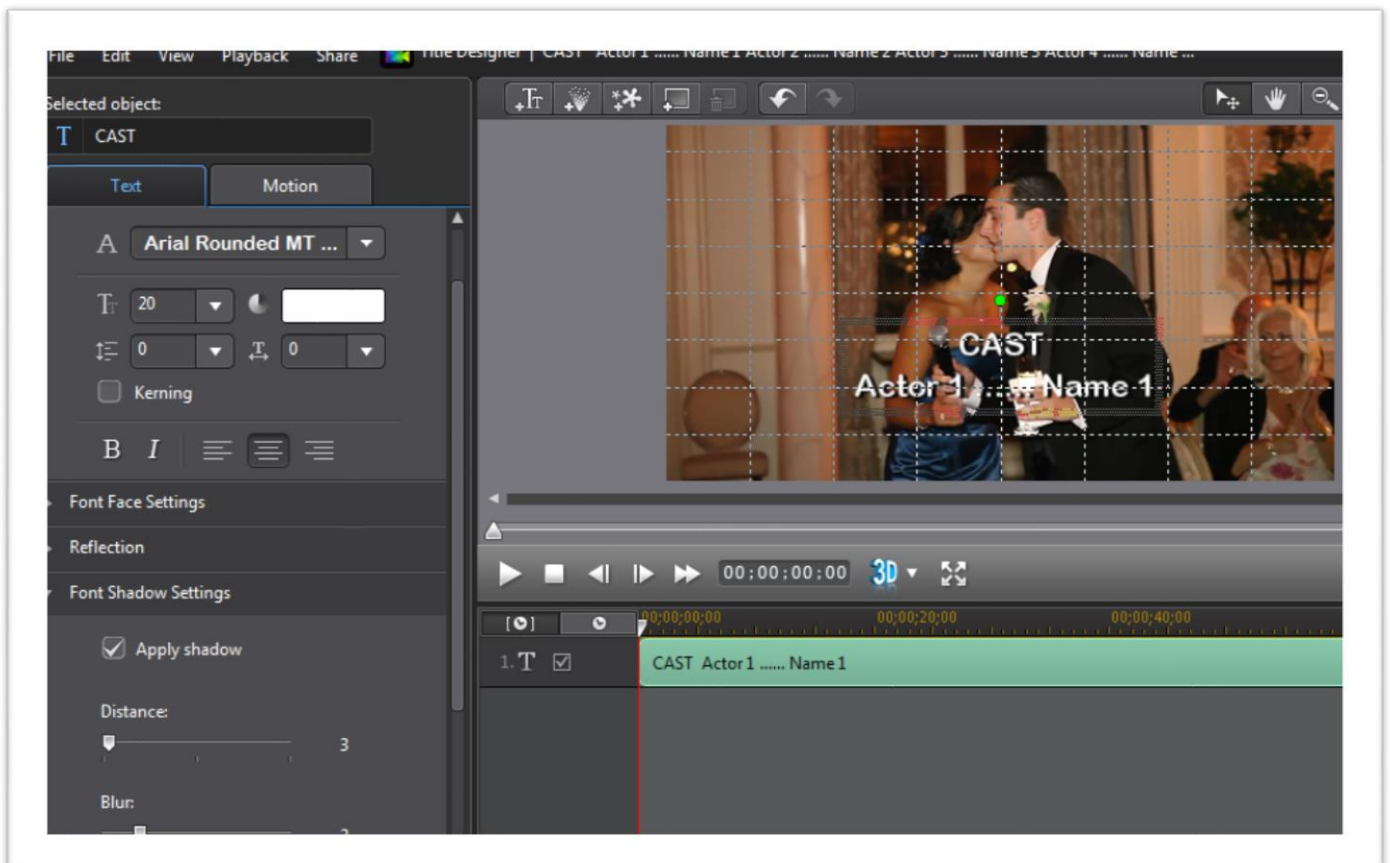 File Edit View Playback Share Title Designer | CAST Actor 1 ...... Name 1 Actor 2 ...... Name 2 Actor 3 ...... Name 3 Actor 4 ...... Name ...
Selected object:
T CAST
Text Motion
A Arial Rounded MT ...
20
0 0
Kerning
B I
Font Face Settings
Reflection
Font Shadow Settings
Apply shadow
Distance:
3
Blur:
CAST
Actor 1 ...... Name 1
00;00;00;00 3D
00;00;00;00 00;00;20;00 00;00;40;00
1. T CAST Actor 1 ...... Name 1